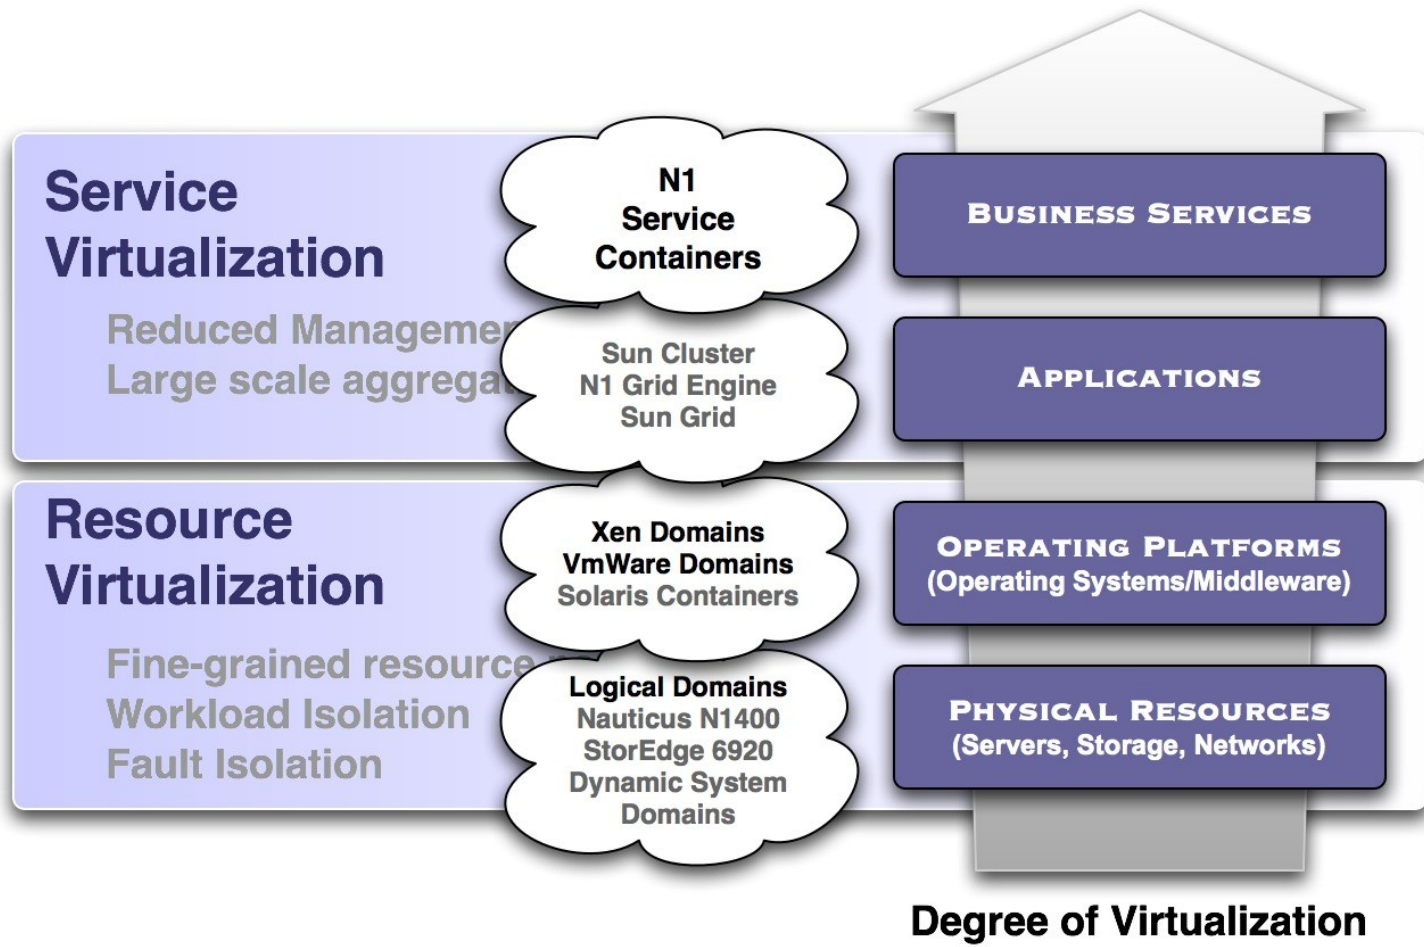 Service
Virtualization
Reduced
Large scale
N1
Service
Containers
Sun Cluster
N1 Grid Engine
Sun Grid
BUSINESS SERVICES
APPLICATIONS
Resource
Virtualization
Fine-grained resource
Workload Isolation
Fault Isolation
Xen Domains
VmWare Domains
Solaris Containers
Logical Domains
Nauticus N1400
StorEdge 6920
Dynamic System
Domains
OPERATING PLATFORMS
(Operating Systems/Middleware)
PHYSICAL RESOURCES
(Servers, Storage, Networks)
Degree of Virtualization